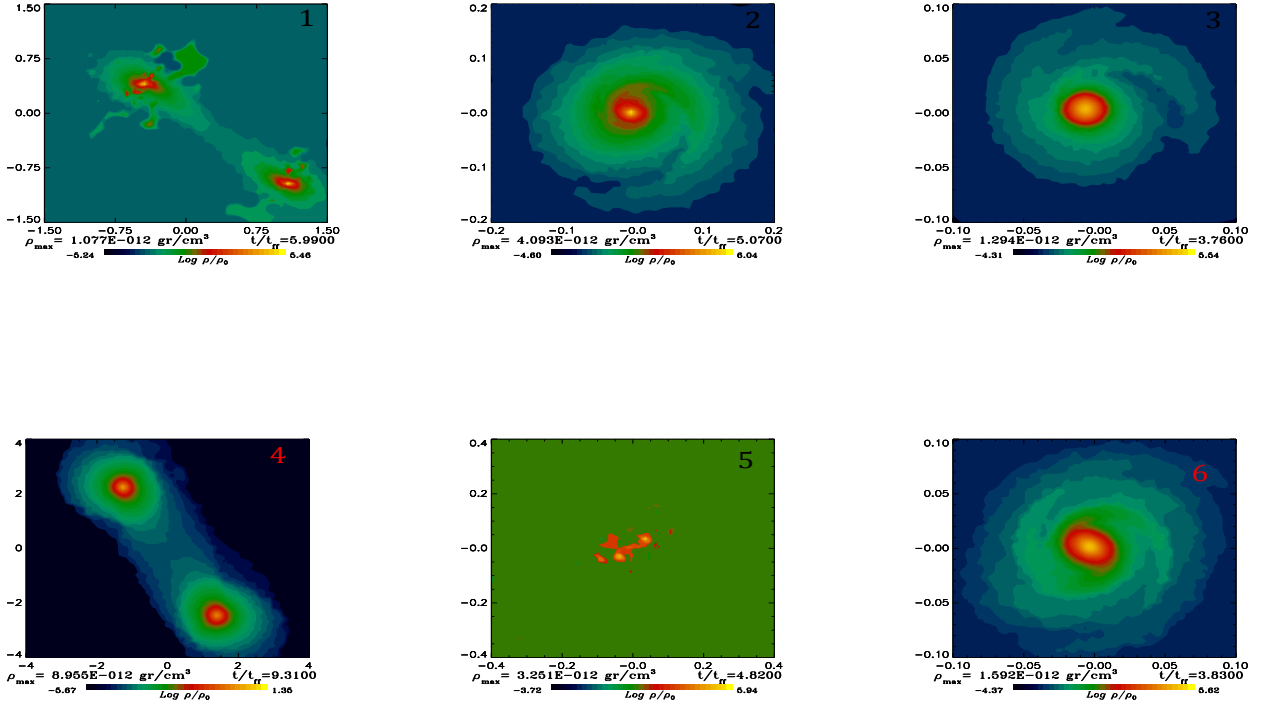 1.50
0.75
0.00
-0.75
-1.50
1
-1.50 -0.75 0.00 0.75 1.50
ρmax= 1.077E-012 gr/cm³ t/tff=5.9900
-5.24 5.46
Log ρ/ρ₀
0.2
0.1
-0.0
-0.1
-0.2
2
-0.2 -0.1 -0.0 0.1 0.2
ρmax= 4.093E-012 gr/cm³ t/tff=5.0700
-4.60 6.04
Log ρ/ρ₀
0.10
0.05
-0.00
-0.05
-0.10
3
-0.10 -0.05 -0.00 0.05 0.10
ρmax= 1.294E-012 gr/cm³ t/tff=3.7600
-4.31 5.54
Log ρ/ρ₀
4
2
0
-2
-4
4
-4 -2 0 2 4
ρmax= 8.955E-012 gr/cm³ t/tff=9.3100
-5.67 1.35
Log ρ/ρ₀
0.4
0.2
-0.0
-0.2
-0.4
5
-0.4 -0.2 -0.0 0.2 0.4
ρmax= 3.251E-012 gr/cm³ t/tff=4.8200
-3.72 5.94
Log ρ/ρ₀
0.10
0.05
-0.00
-0.05
-0.10
6
-0.10 -0.05 -0.00 0.05 0.10
ρmax= 1.592E-012 gr/cm³ t/tff=3.8300
-4.37 5.62
Log ρ/ρ₀